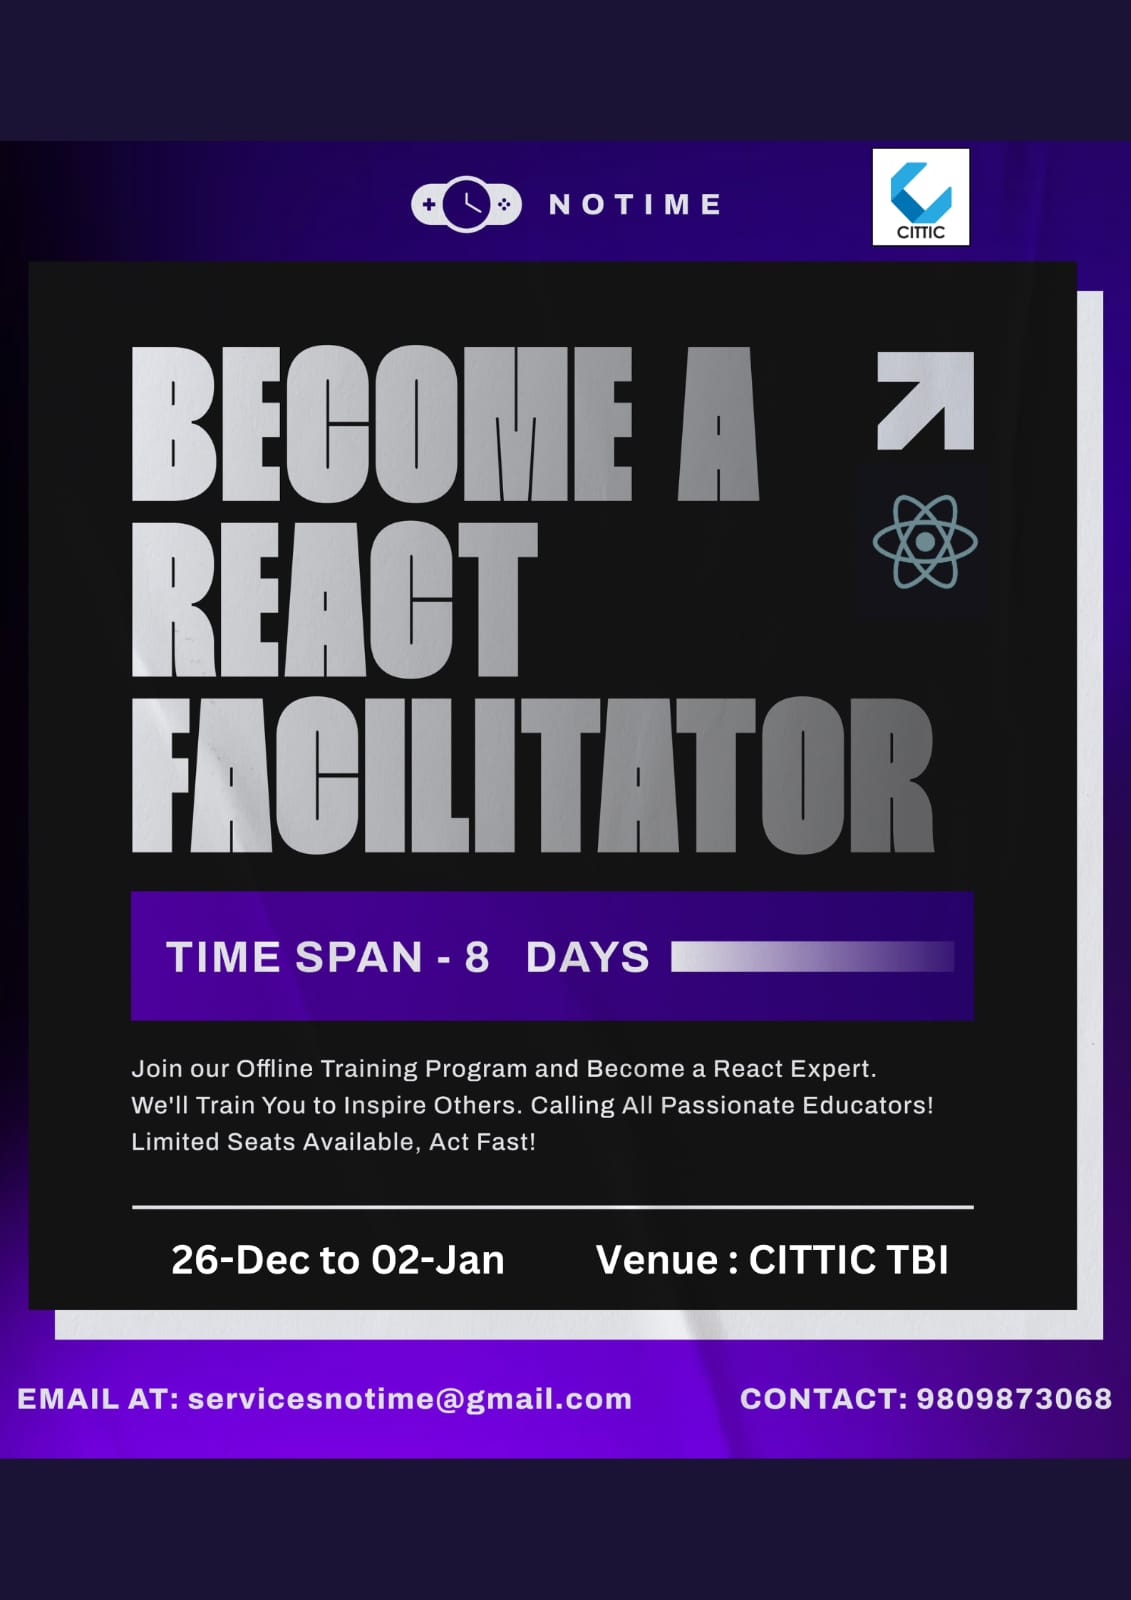 NOTIME
CITTIC
BECOME A
REACT
FACILITATOR
TIME SPAN - 8 DAYS
Join our Offline Training Program and Become a React Expert.
We'll Train You to Inspire Others. Calling All Passionate Educators!
Limited Seats Available, Act Fast!
26-Dec to 02-Jan Venue : CITTIC TBI
EMAIL AT: servicesnotime@gmail.com CONTACT: 9809873068